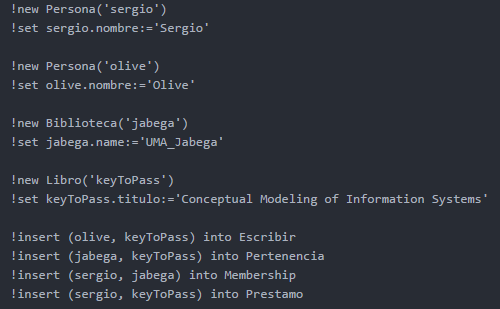 !new Persona('sergio')
!set sergio.nombre:='Sergio'
!new Persona('olive')
!set olive.nombre:='Olive'
!new Biblioteca('jabega')
!set jabega.name:='UMA_Jabega'
!new Libro('keyToPass')
!set keyToPass.titulo:='Conceptual Modeling of Information Systems'
!insert (olive, keyToPass) into Escribir
!insert (jabega, keyToPass) into Pertenencia
!insert (sergio, jabega) into Membership
!insert (sergio, keyToPass) into Prestamo